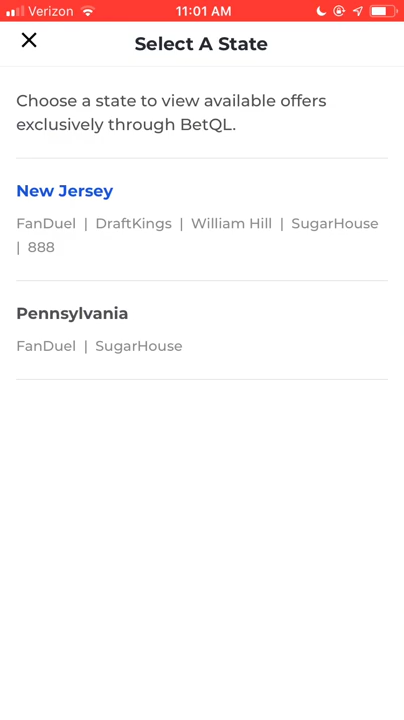 Verizon 11:01 AM
Select A State
Choose a state to view available offers
exclusively through BetQL.
New Jersey
FanDuel | DraftKings | William Hill | SugarHouse
| 888
Pennsylvania
FanDuel | SugarHouse